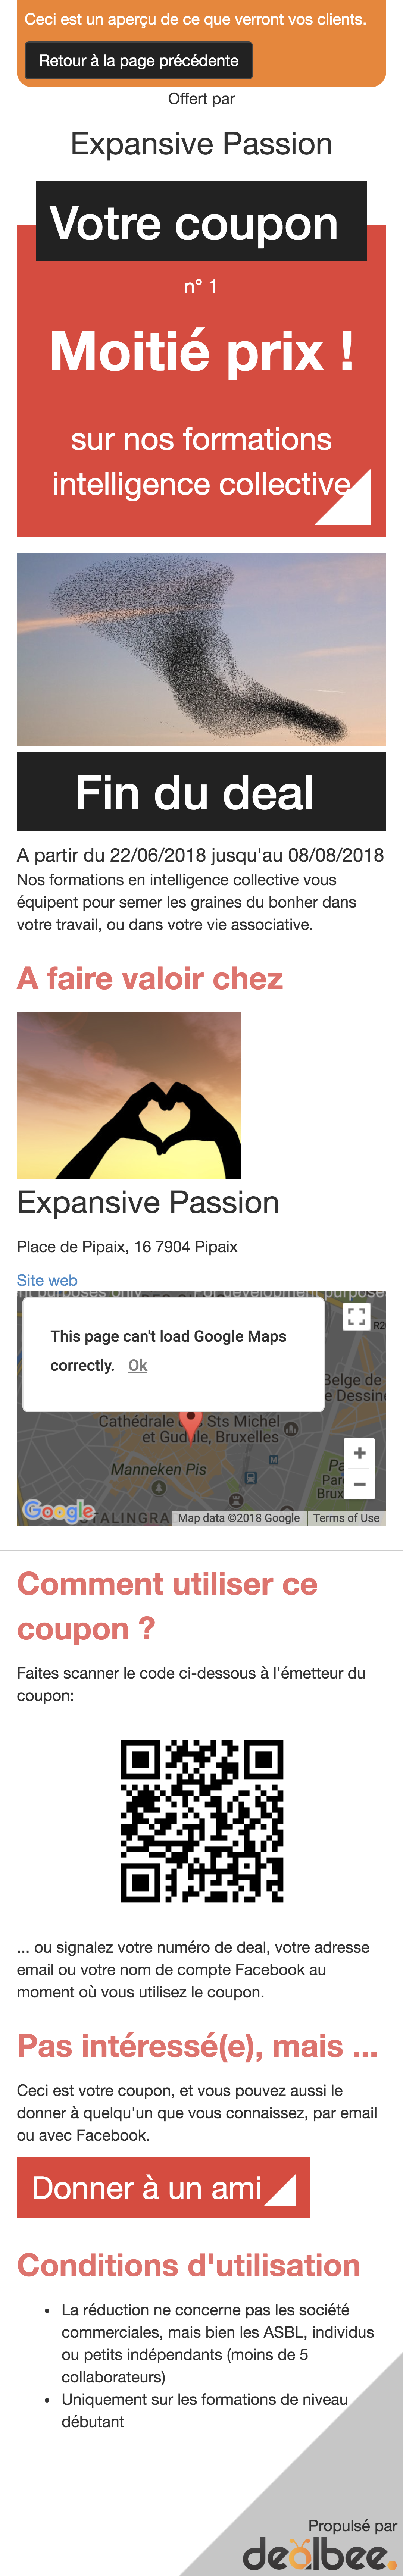 Ceci est un aperçu de ce que verront vos clients.
Retour à la page précédente
Offert par
Expansive Passion
Votre coupon
n° 1
Moitié prix !
sur nos formations
intelligence collective
Fin du deal
A partir du 22/06/2018 jusqu'au 08/08/2018
Nos formations en intelligence collective vous
équipent pour semer les graines du bonher dans
votre travail, ou dans votre vie associative.
A faire valoir chez
Expansive Passion
Place de Pipaix, 16 7904 Pipaix
Site web
This page can't load Google Maps
correctly. Ok
Belge de
Cathédrale des Sts Michel
et Gudule, Bruxelles
Manneken Pis
Google
Map data ©2018 Google
Terms of Use
Comment utiliser ce
coupon ?
Faites scanner le code ci-dessous à l'émetteur du
coupon:
... ou signalez votre numéro de deal, votre adresse
email ou votre nom de compte Facebook au
moment où vous utilisez le coupon.
Pas intéressé(e), mais ...
Ceci est votre coupon, et vous pouvez aussi le
donner à quelqu'un que vous connaissez, par email
ou avec Facebook.
Donner à un ami
Conditions d'utilisation
• La réduction ne concerne pas les société
commerciales, mais bien les ASBL, individus
ou petits indépendants (moins de 5
collaborateurs)
• Uniquement sur les formations de niveau
débutant
Propulsé par
dealbee.